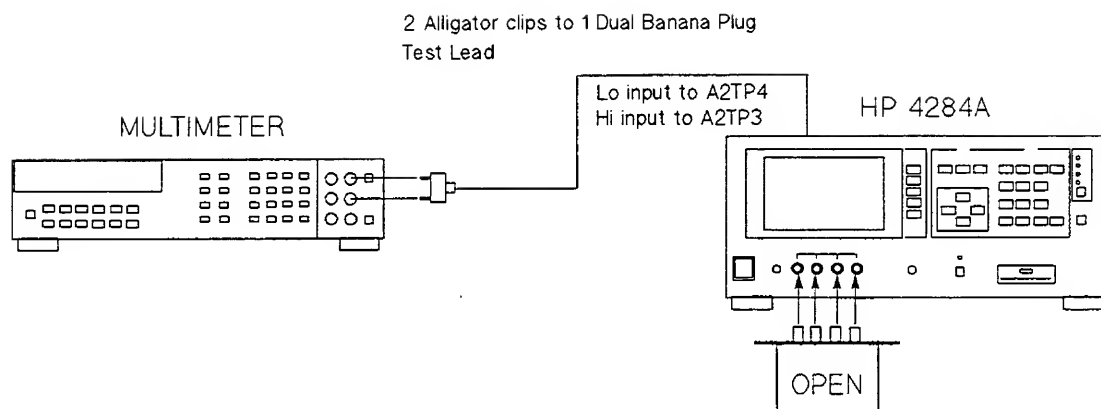 2 Alligator clips to 1 Dual Banana Plug
Test Lead
Lo input to A2TP4
Hi input to A2TP3
MULTIMETER
HP 4284A
OPEN